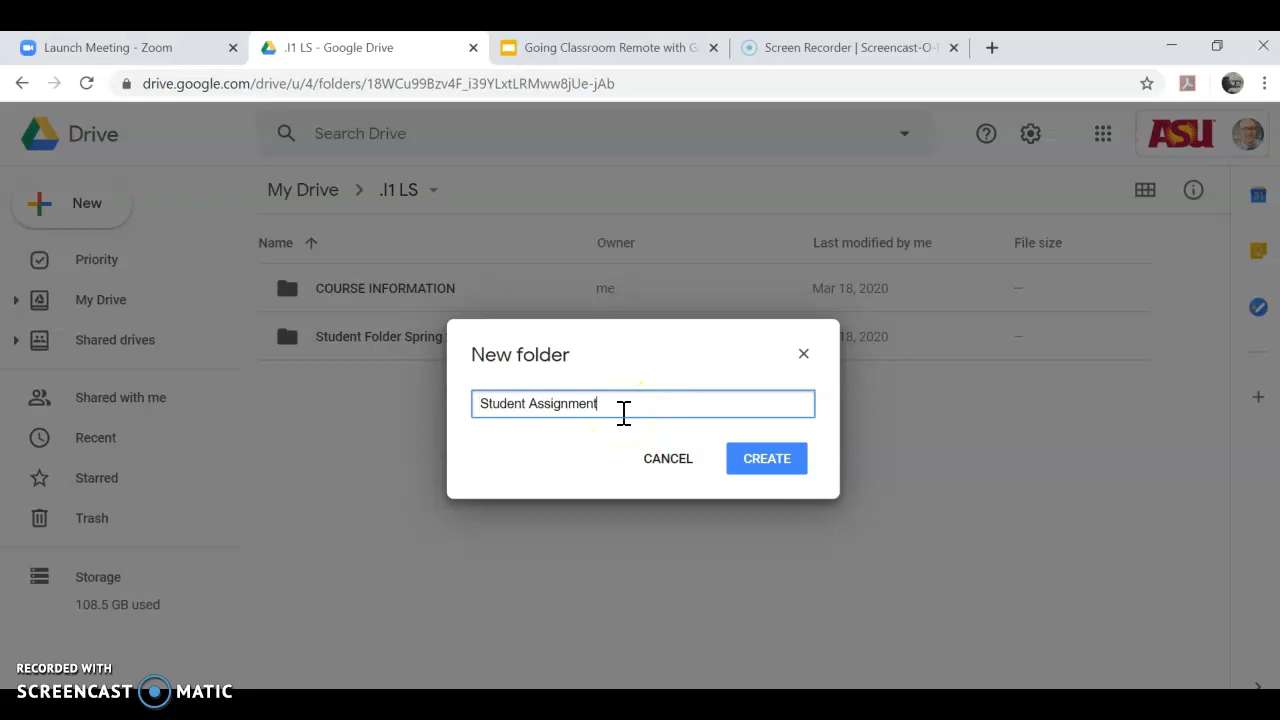 Launch Meeting - Zoom
.I1 LS - Google Drive
Going Classroom Remote with G
Screen Recorder | Screencast-O-
drive.google.com/drive/u/4/folders/18WCu99Bzv4F_i39YLxtLRMww8jUe-jAb
Drive
Search Drive
ASU
New
My Drive
.I1 LS
Name
Owner
Last modified by me
File size
Priority
COURSE INFORMATION
me
Mar 18, 2020
–
My Drive
Shared drives
Student Folder Spring
18, 2020
–
New folder
Student Assignment
CANCEL
CREATE
Shared with me
Recent
Starred
Trash
Storage
108.5 GB used
31
RECORDED WITH
SCREENCAST MATIC